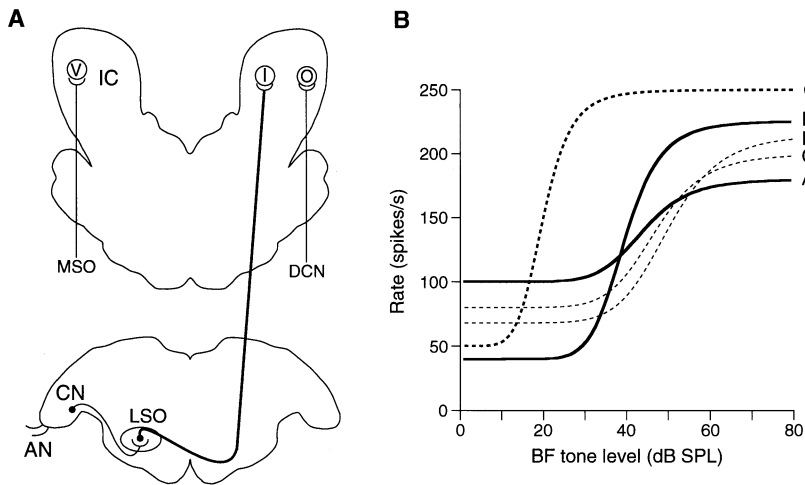 A
V
IC
I
O
MSO
DCN
CN
LSO
AN
B
Rate (spikes/s)
250
200
150
100
50
0
0 20 40 60 80
BF tone level (dB SPL)
A